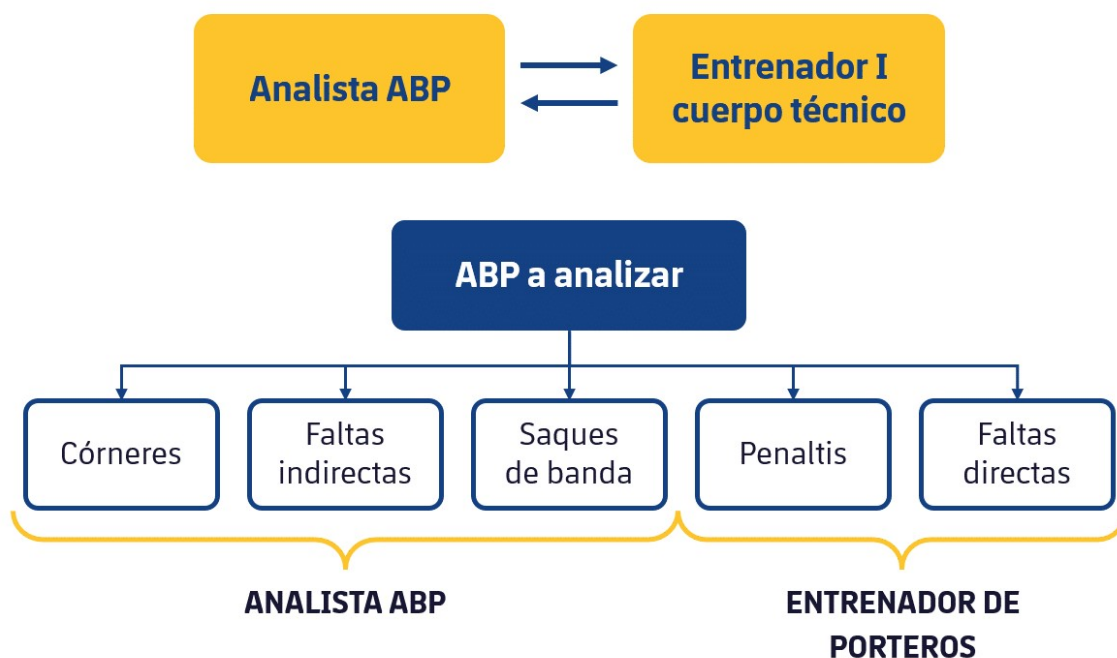 Analista ABP
Entrenador I
cuerpo técnico
ABP a analizar
Córneres
Faltas
indirectas
Saques
de banda
Penaltis
Faltas
directas
ANALISTA ABP
ENTRENADOR DE
PORTEROS